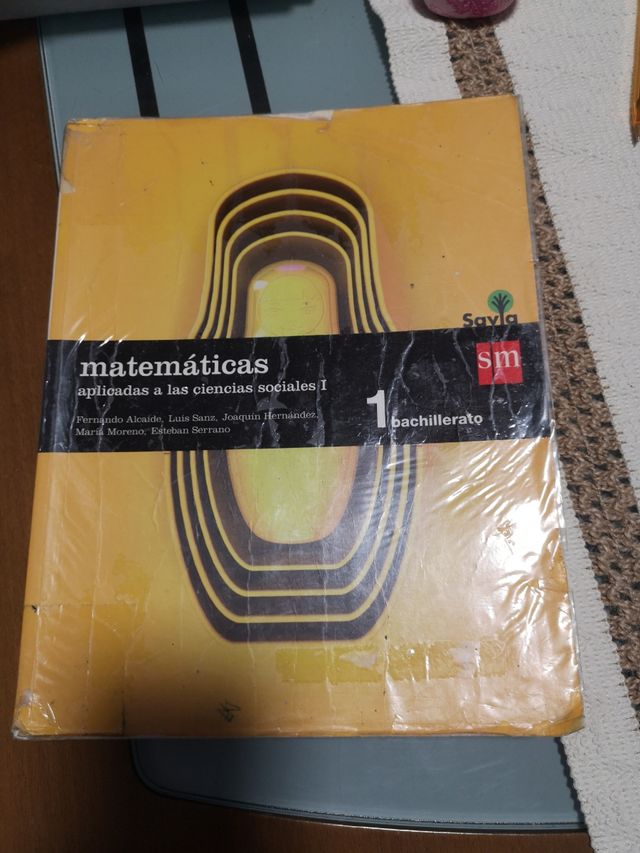 Savia
sm
matemáticas
aplicadas a las ciencias sociales I
Fernando Alcaide, Luis Sanz, Joaquín Hernández,
María Moreno, Esteban Serrano
1 bachillerato